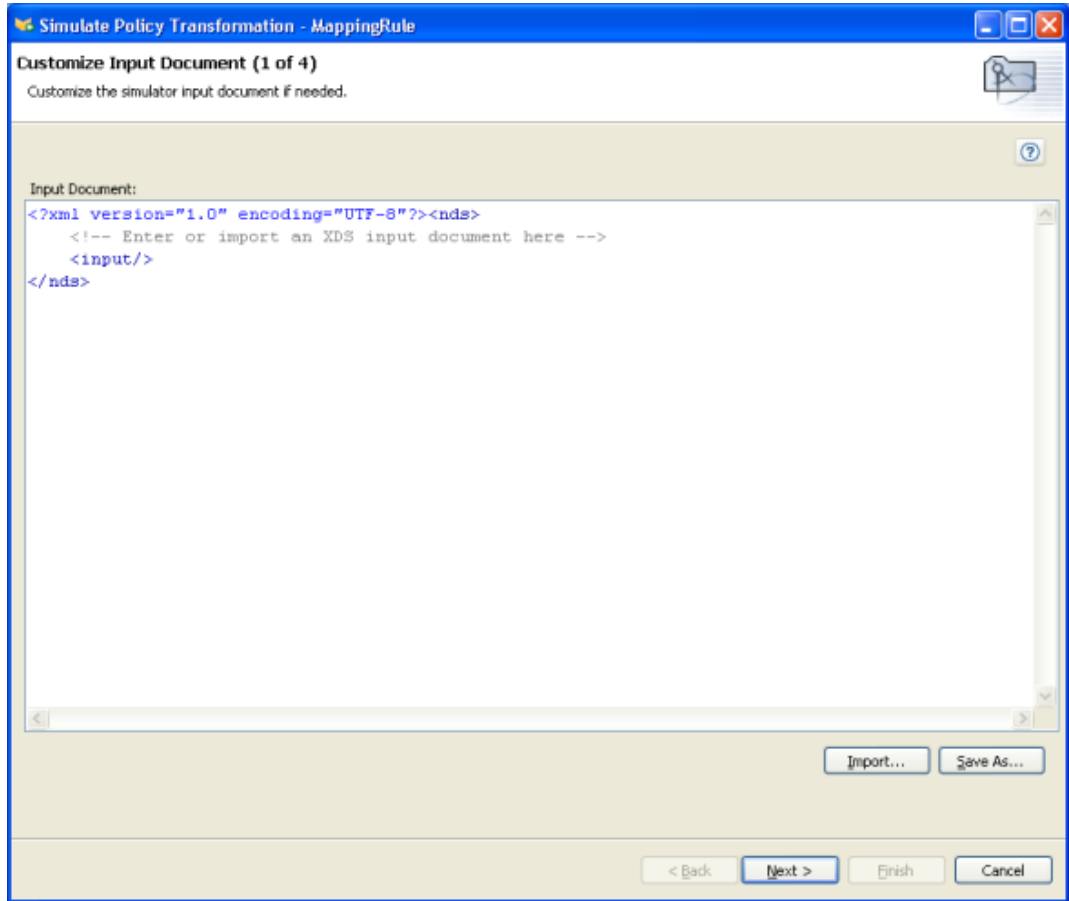 Simulate Policy Transformation - MappingRule
Customize Input Document (1 of 4)
Customize the simulator input document if needed.
?
Input Document:
<?xml version="1.0" encoding="UTF-8"?><nds>
    <!-- Enter or import an XDS input document here -->
    <input/>
</nds>
Import... Save As...
< Back Next > Finish Cancel